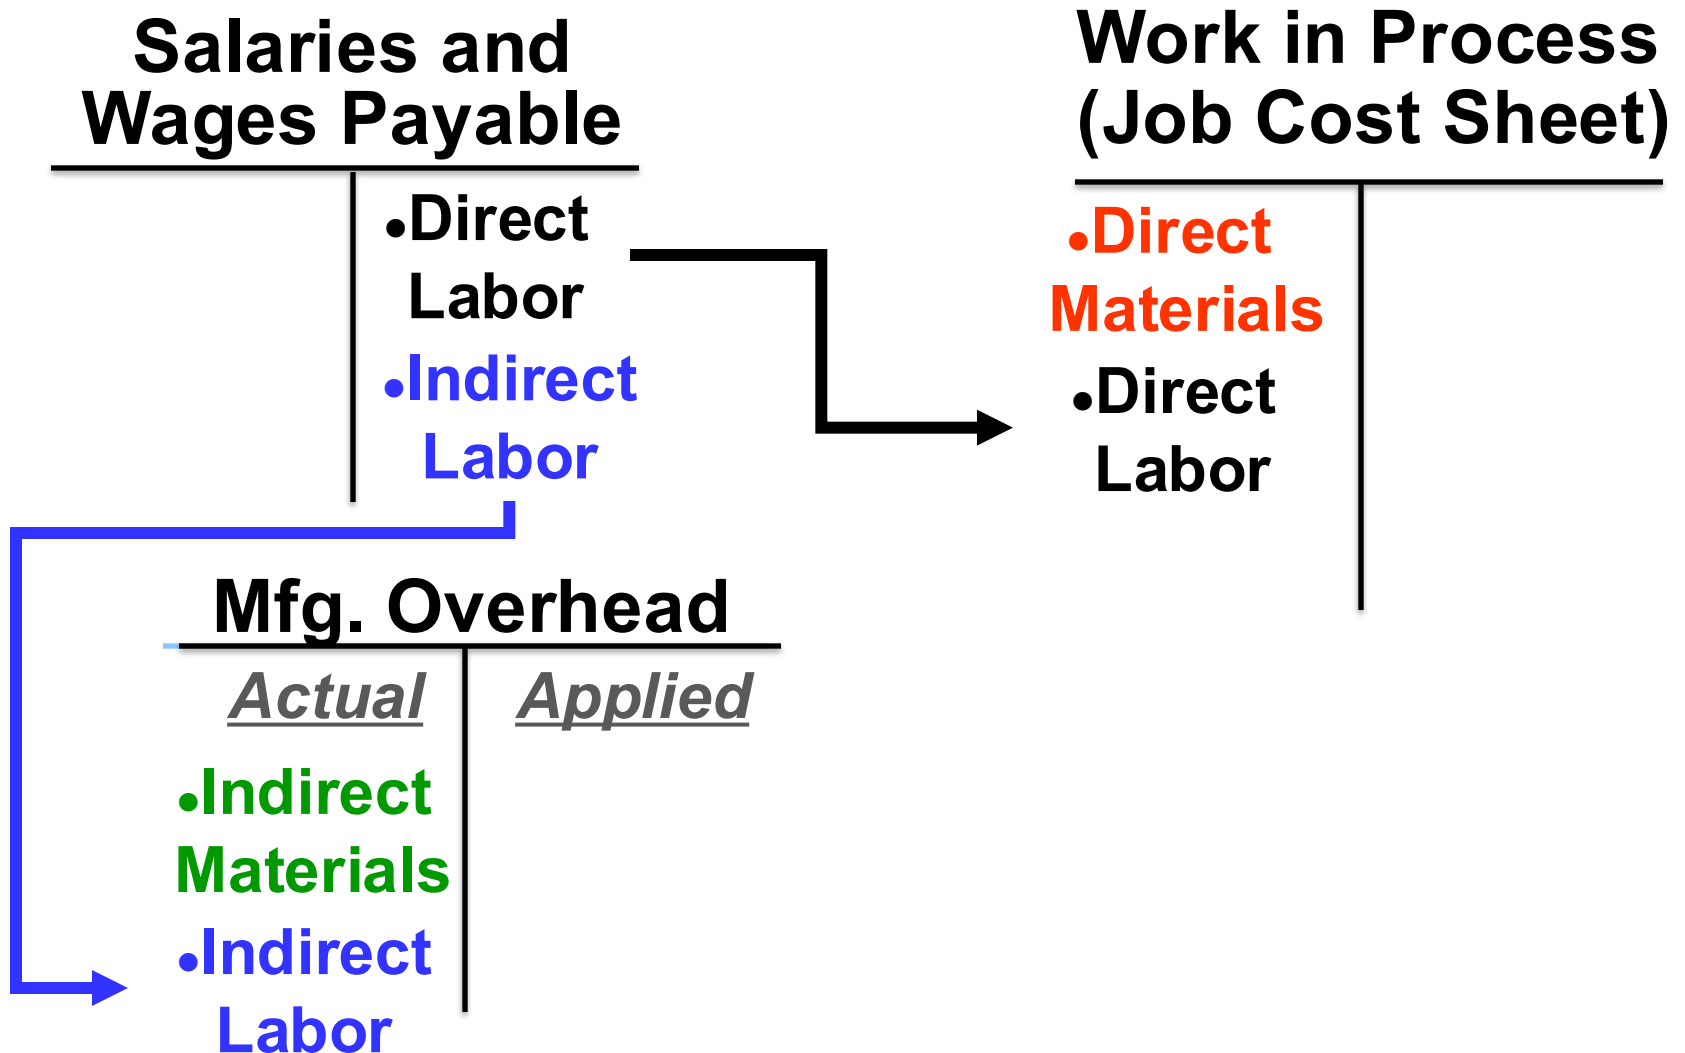 Salaries and
Wages Payable
•Direct
Labor
•Indirect
Labor
Work in Process
(Job Cost Sheet)
•Direct
Materials
•Direct
Labor
Mfg. Overhead
Actual Applied
•Indirect
Materials
•Indirect
Labor